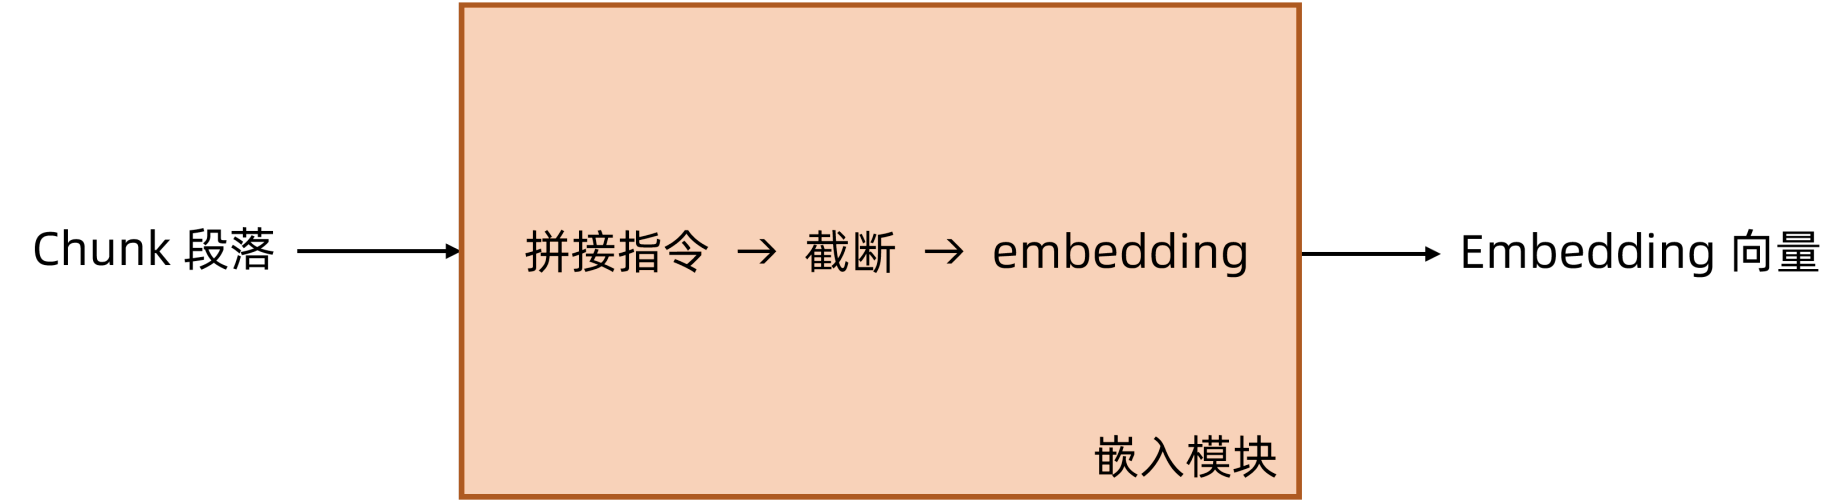 Chunk 段落
拼接指令 → 截断 → embedding
Embedding 向量
嵌入模块